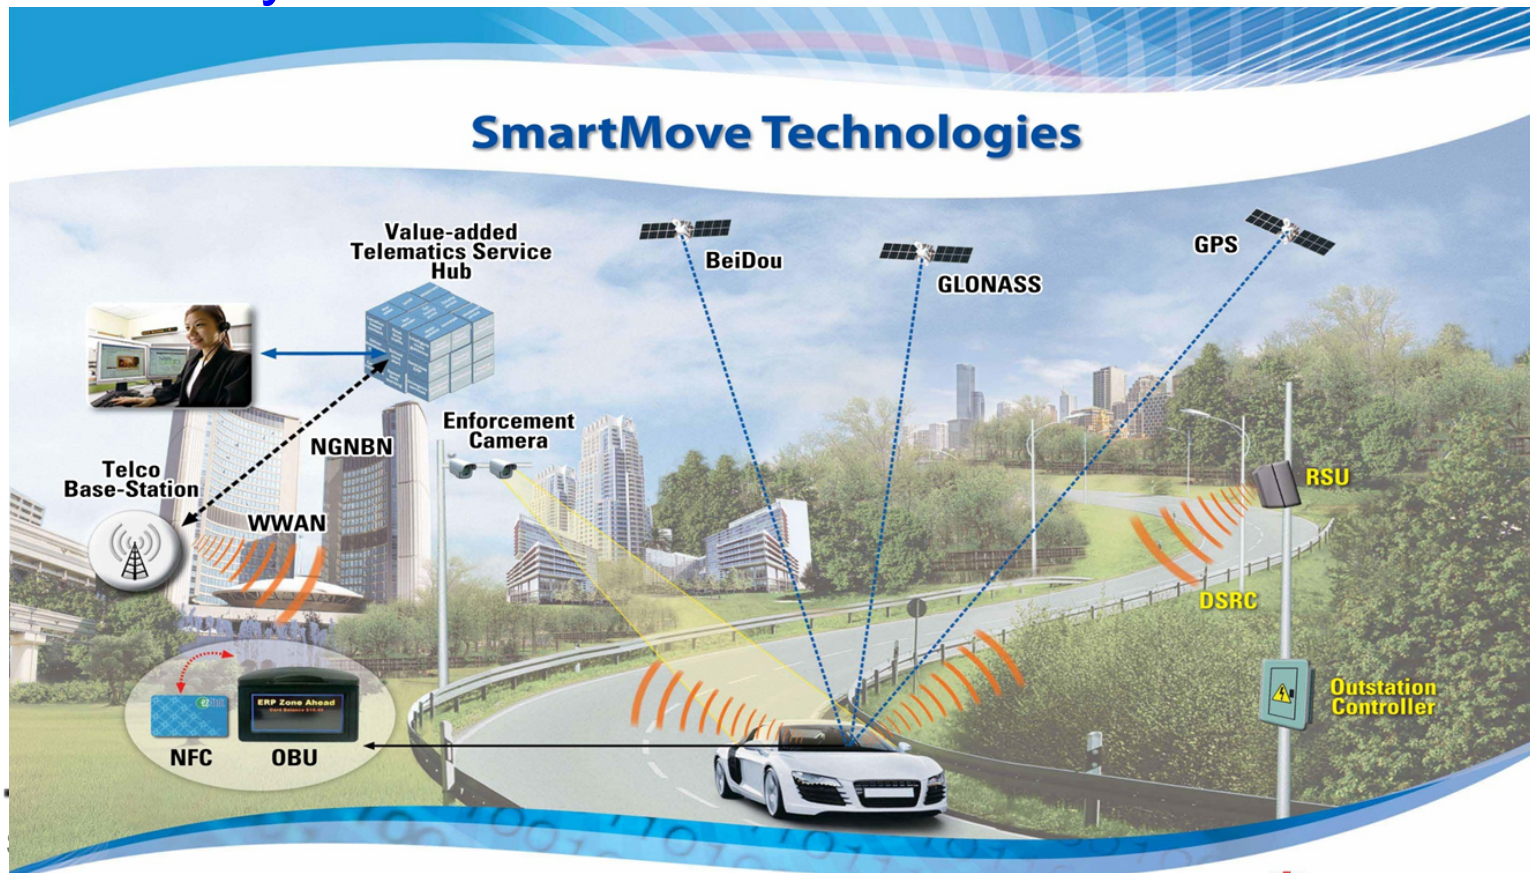 SmartMove Technologies
Value-added
Telematics Service
Hub
BeiDou
GLONASS
GPS
Enforcement
Camera
NGNBN
Telco
Base-Station
WWAN
RSU
DSRC
Outstation
Controller
ERP Zone Ahead
NFC
OBU